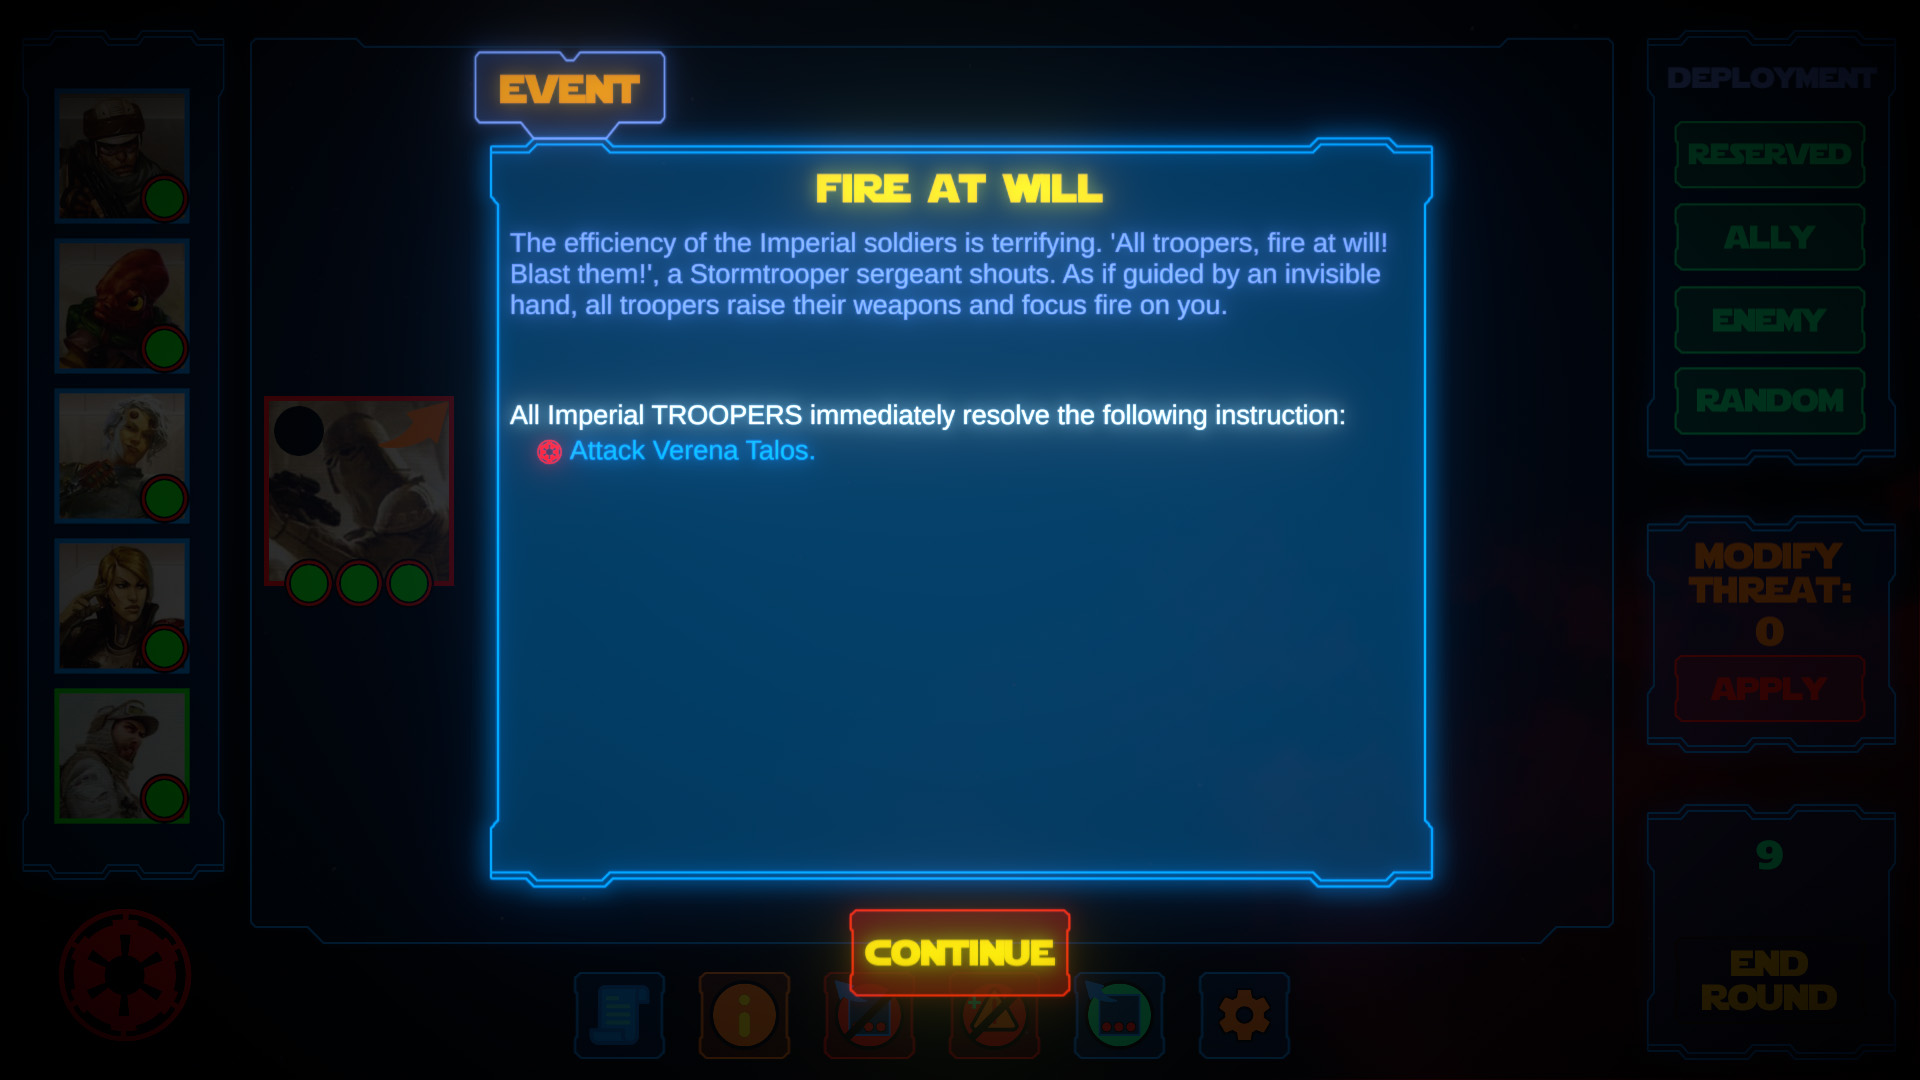 EVENT
FIRE AT WILL
The efficiency of the Imperial soldiers is terrifying. 'All troopers, fire at will!
Blast them!', a Stormtrooper sergeant shouts. As if guided by an invisible
hand, all troopers raise their weapons and focus fire on you.
All Imperial TROOPERS immediately resolve the following instruction:
Attack Verena Talos.
CONTINUE
DEPLOYMENT
RESERVED
ALLY
ENEMY
RANDOM
MODIFY
THREAT:
0
APPLY
9
END
ROUND